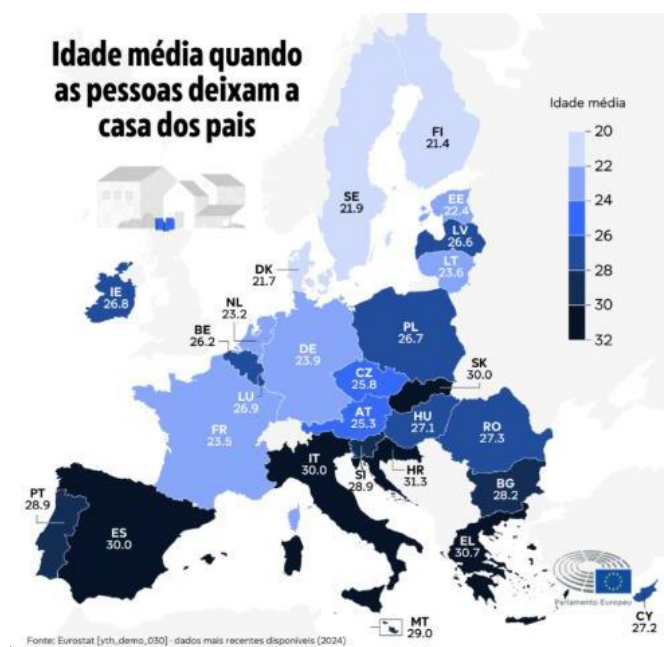 Idade média quando
as pessoas deixam a
casa dos pais
Idade média
20
22
24
26
28
30
32
FI
21.4
SE
21.9
EE
22.4
LV
26.6
LT
23.6
DK
21.7
IE
26.8
NL
23.2
BE
26.2
DE
23.9
PL
26.7
LU
26.9
CZ
25.8
SK
30.0
AT
25.3
HU
27.1
RO
27.3
FR
23.5
IT
30.0
SI
28.9
HR
31.3
BG
28.2
PT
28.9
ES
30.0
EL
30.7
MT
29.0
CY
27.2
Parlamento Europeu
Fonte: Eurostat [yth_demo_030] - dados mais recentes disponíveis (2024)